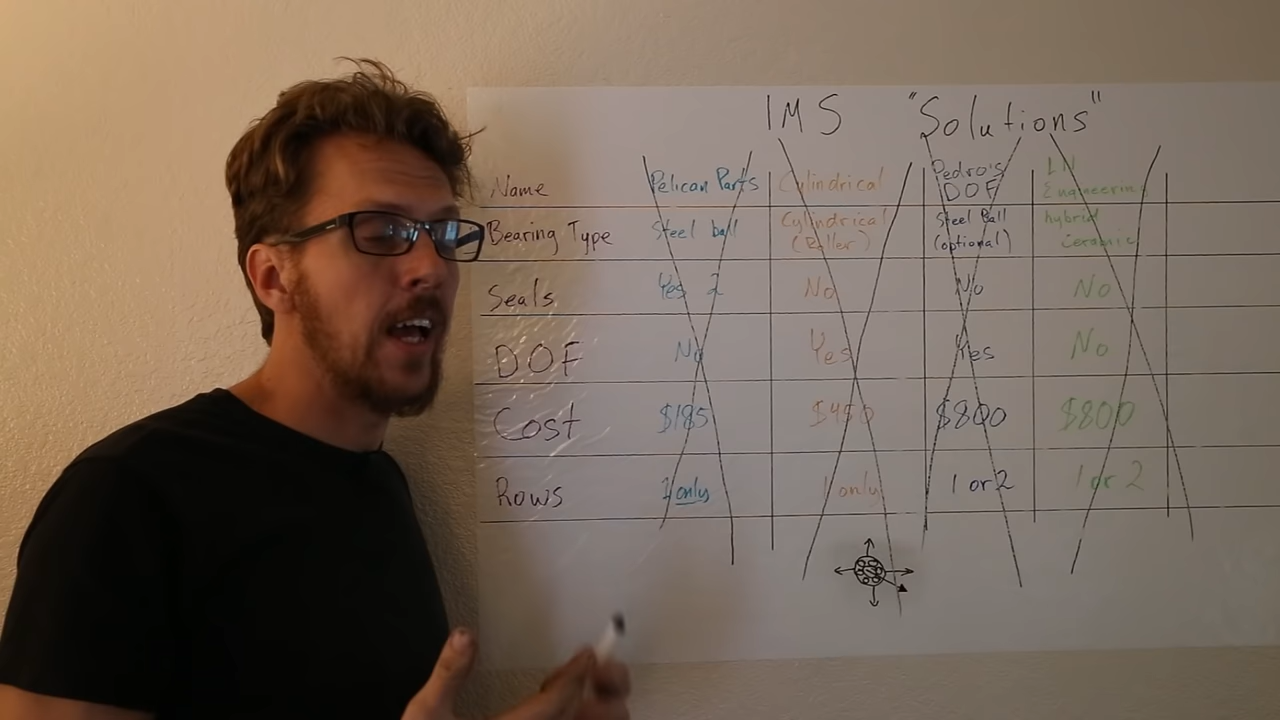 IMS "Solutions"
Name Pelican Parts Cylindrical Pedro's DOF LN Engineering
Bearing Type Steel ball Cylindrical (Roller) Steel Ball (optional) hybrid ceramic
Seals Yes 2 No No No
DOF No Yes Yes No
Cost $185 $450 $800 $800
Rows 1 only 1 only 1 or 2 1 or 2